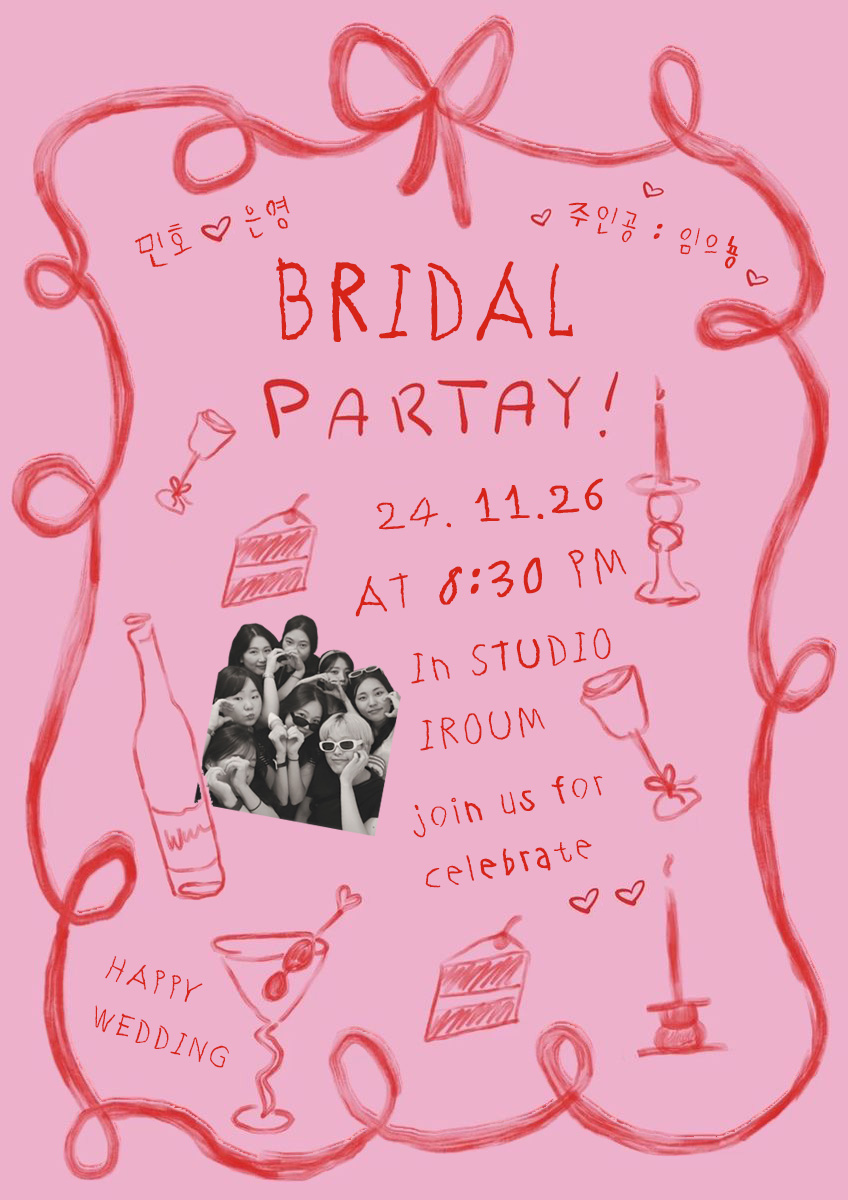 민호 ♡ 은영
♡ 주인공 : 임으뇽 ♡
BRIDAL
PARTAY!
24. 11.26
AT 8:30 PM
In STUDIO
IROUM
join us for
celebrate
♡ ♡
HAPPY
WEDDING